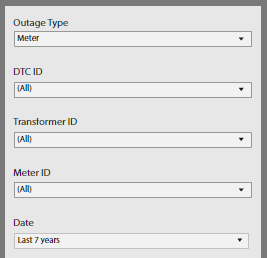 Outage Type
Meter
DTC ID
(All)
Transformer ID
(All)
Meter ID
(All)
Date
Last 7 years